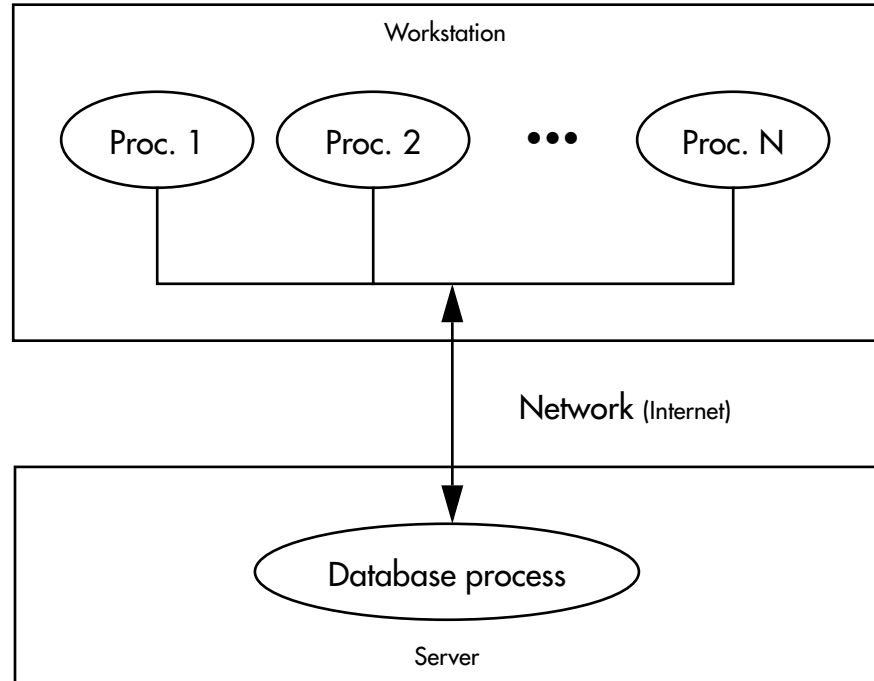 Workstation
Proc. 1 Proc. 2 ••• Proc. N
Network (Internet)
Database process
Server